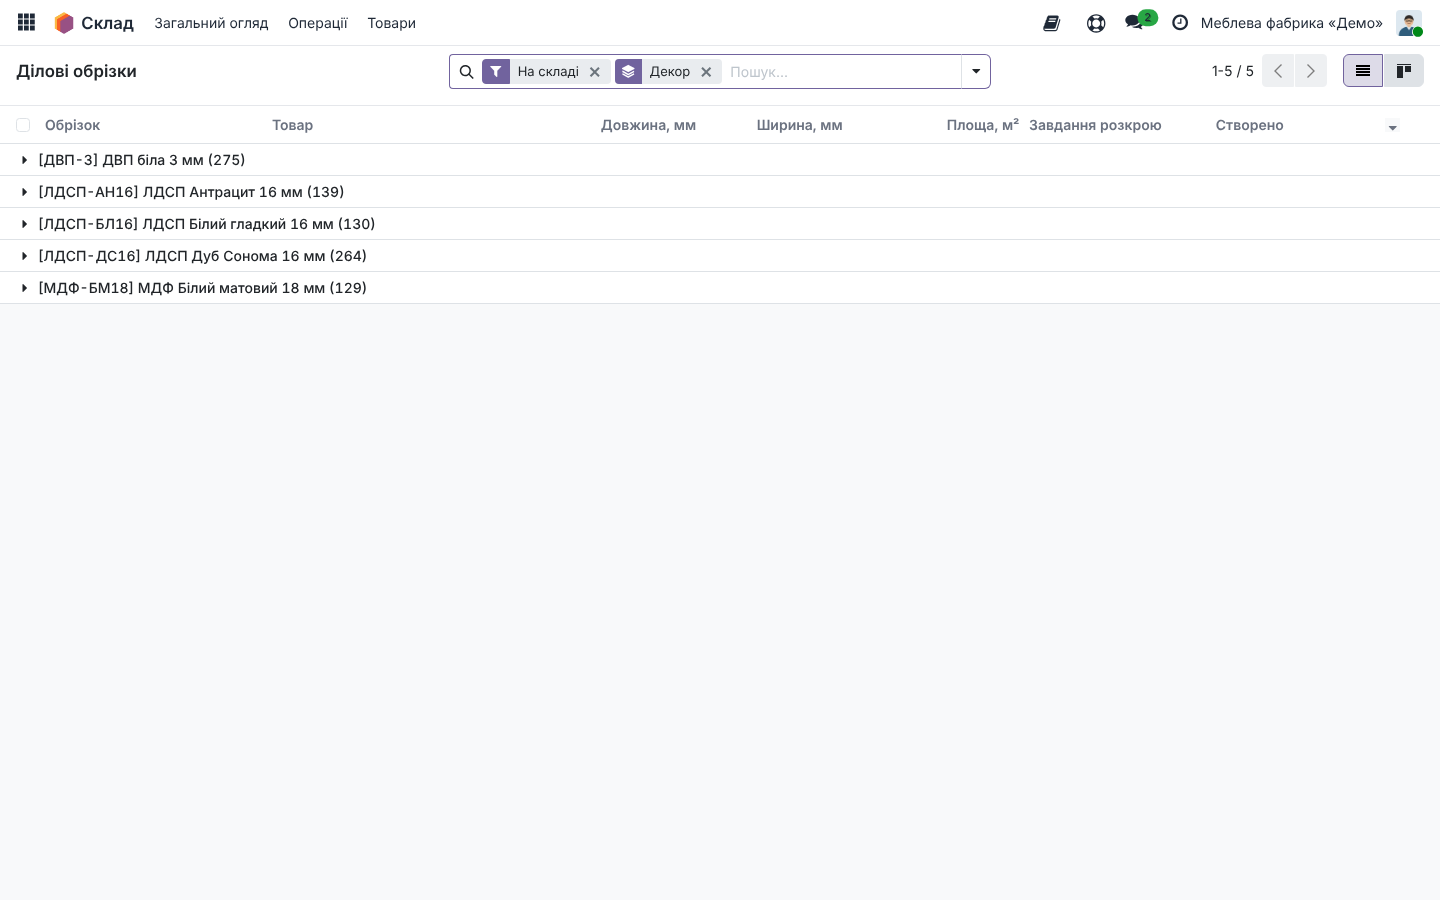 Склад Загальний огляд Операції Товари 2 Меблева фабрика «Демо»
Ділові обрізки На складі Декор Пошук... 1-5 / 5
Обрізок Товар Довжина, мм Ширина, мм Площа, м² Завдання розкрою Створено
[ДВП-3] ДВП біла 3 мм (275)
[ЛДСП-АН16] ЛДСП Антрацит 16 мм (139)
[ЛДСП-БЛ16] ЛДСП Білий гладкий 16 мм (130)
[ЛДСП-ДС16] ЛДСП Дуб Сонома 16 мм (264)
[МДФ-БМ18] МДФ Білий матовий 18 мм (129)